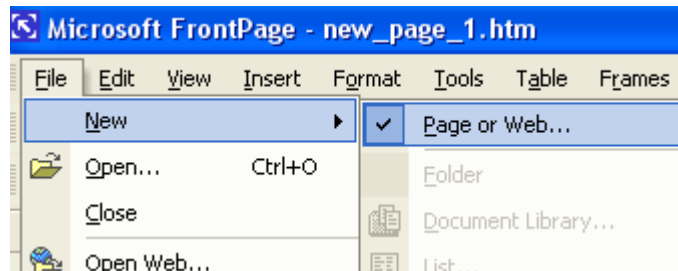 Microsoft FrontPage - new_page_1.htm
File Edit View Insert Format Tools Table Frames
New Page or Web...
Open... Ctrl+O Folder
Close Document Library...
Open Web... List...